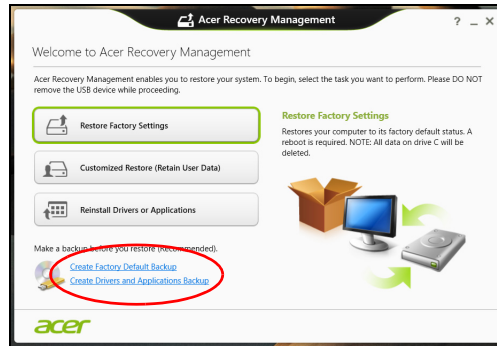 Acer Recovery Management
? _ X
Welcome to Acer Recovery Management
Acer Recovery Management enables you to restore your system. To begin, select the task you want to perform. Please DO NOT
remove the USB device while proceeding.
Restore Factory Settings
Customized Restore (Retain User Data)
Reinstall Drivers or Applications
Restore Factory Settings
Restores your computer to its factory default status. A
reboot is required. NOTE: All data on drive C will be
deleted.
Make a backup before you restore (Recommended).
Create Factory Default Backup
Create Drivers and Applications Backup
acer